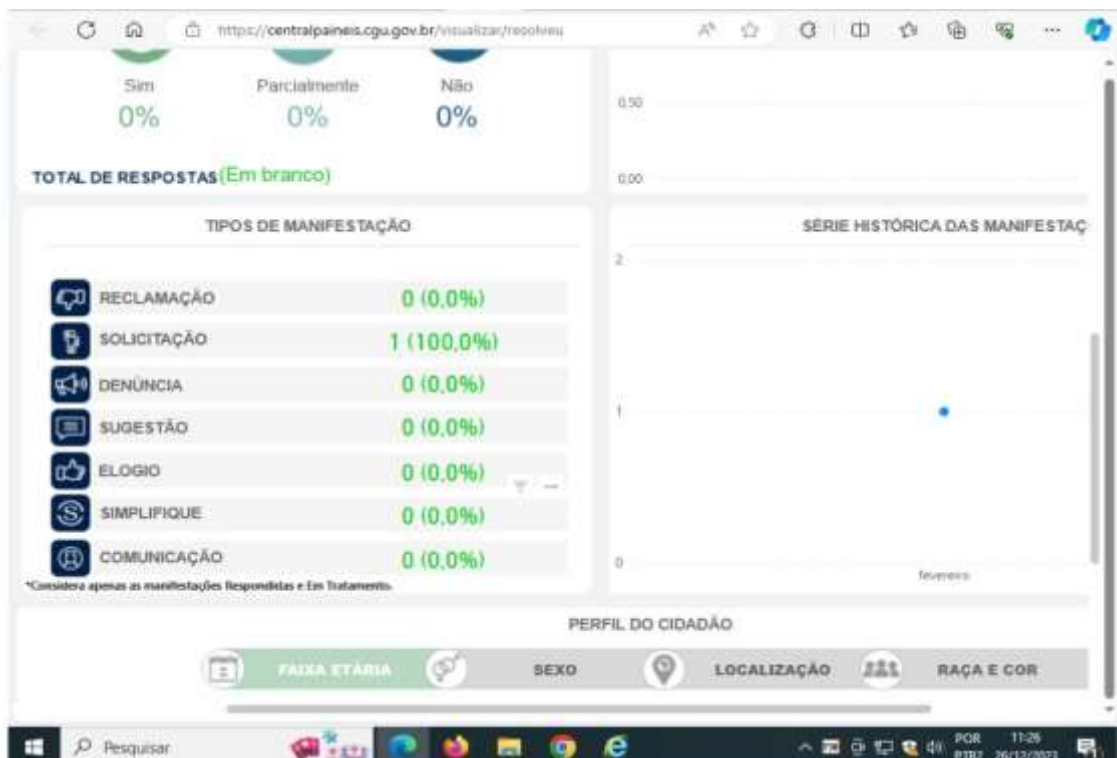 https://centralpaineis.cgu.gov.br/visualizar/resolveu
Sim
Parcialmente
Não
0%
0%
0%
TOTAL DE RESPOSTAS (Em branco)
0,50
0,00
TIPOS DE MANIFESTAÇÃO
RECLAMAÇÃO 0 (0,0%)
SOLICITAÇÃO 1 (100,0%)
DENÚNCIA 0 (0,0%)
SUGESTÃO 0 (0,0%)
ELOGIO 0 (0,0%)
SIMPLIFIQUE 0 (0,0%)
COMUNICAÇÃO 0 (0,0%)
*Considera apenas as manifestações Respondidas e Em Tratamento.
SÉRIE HISTÓRICA DAS MANIFESTAÇ
2
1
0
fevereiro
PERFIL DO CIDADÃO
FAIXA ETÁRIA
SEXO
LOCALIZAÇÃO
RAÇA E COR
Pesquisar
POR
PTB2
11:26
26/12/2023